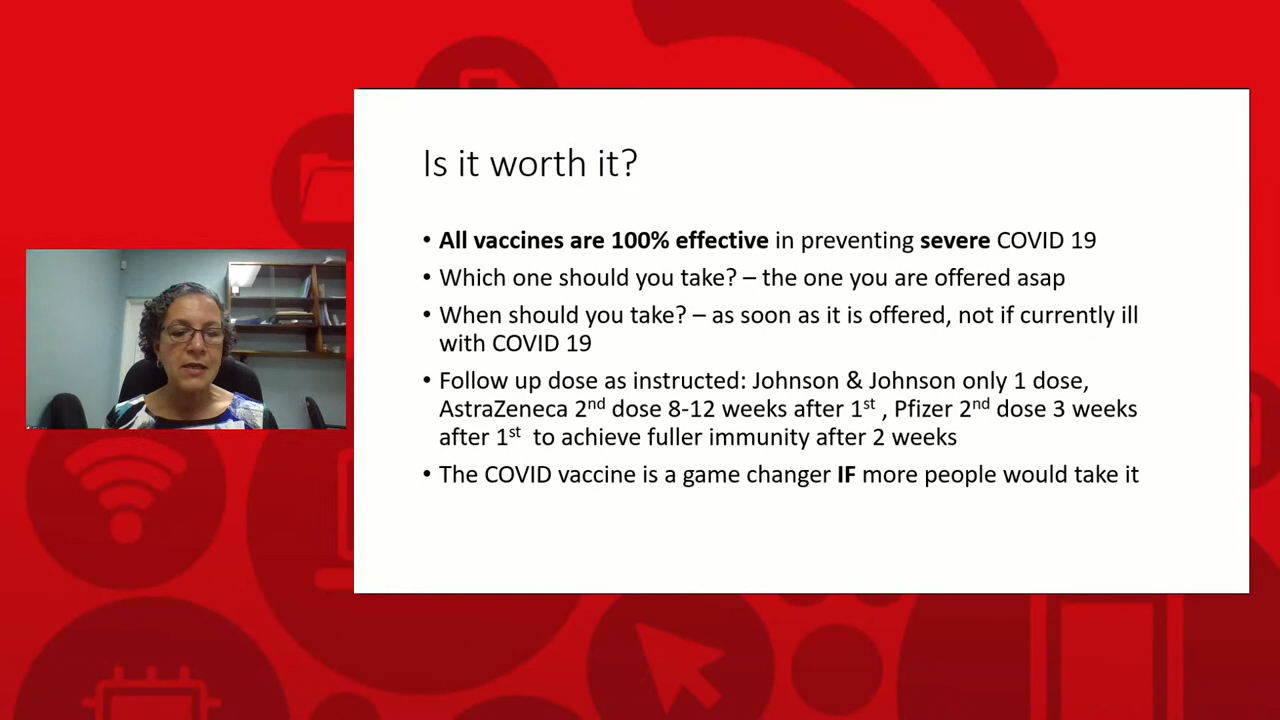 Is it worth it?
• All vaccines are 100% effective in preventing severe COVID 19
• Which one should you take? – the one you are offered asap
• When should you take? – as soon as it is offered, not if currently ill
with COVID 19
• Follow up dose as instructed: Johnson & Johnson only 1 dose,
AstraZeneca 2nd dose 8-12 weeks after 1st , Pfizer 2nd dose 3 weeks
after 1st to achieve fuller immunity after 2 weeks
• The COVID vaccine is a game changer IF more people would take it